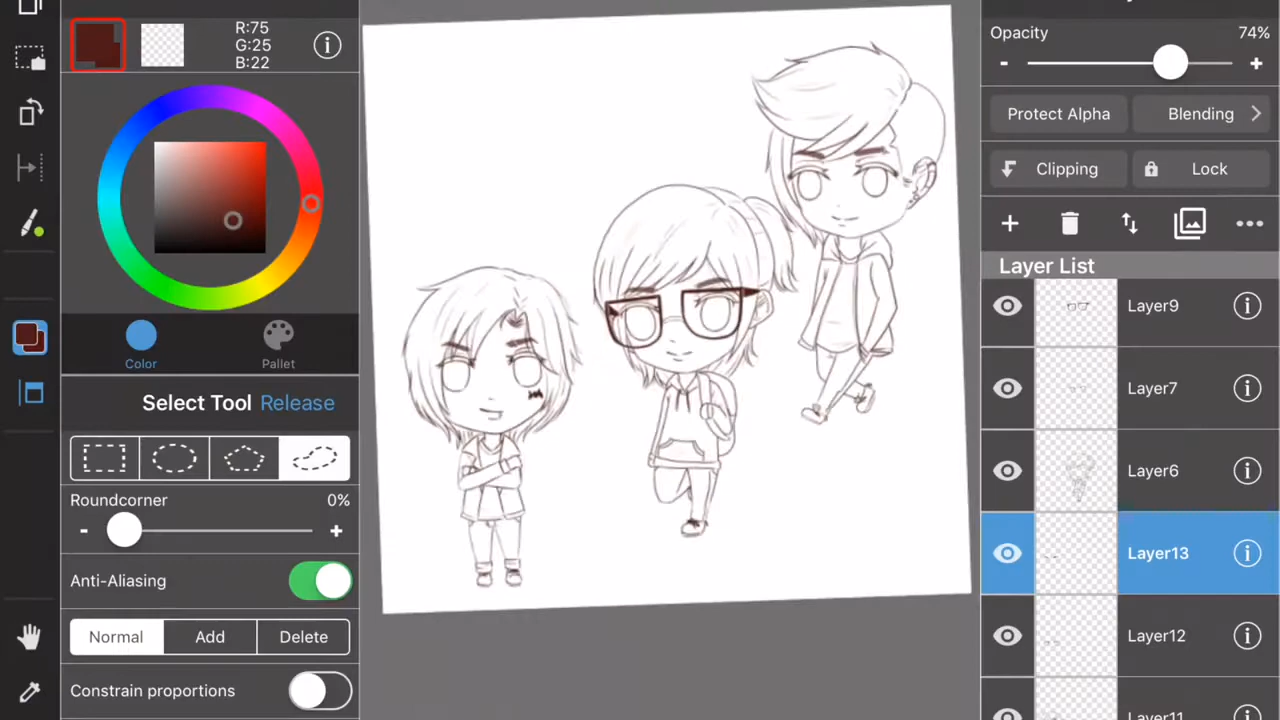 R:75
G:25
B:22
Color
Pallet
Select Tool Release
Roundcorner 0%
- +
Anti-Aliasing
Normal Add Delete
Constrain proportions
Opacity 74%
- +
Protect Alpha Blending
Clipping Lock
Layer List
Layer9
Layer7
Layer6
Layer13
Layer12
Layer11